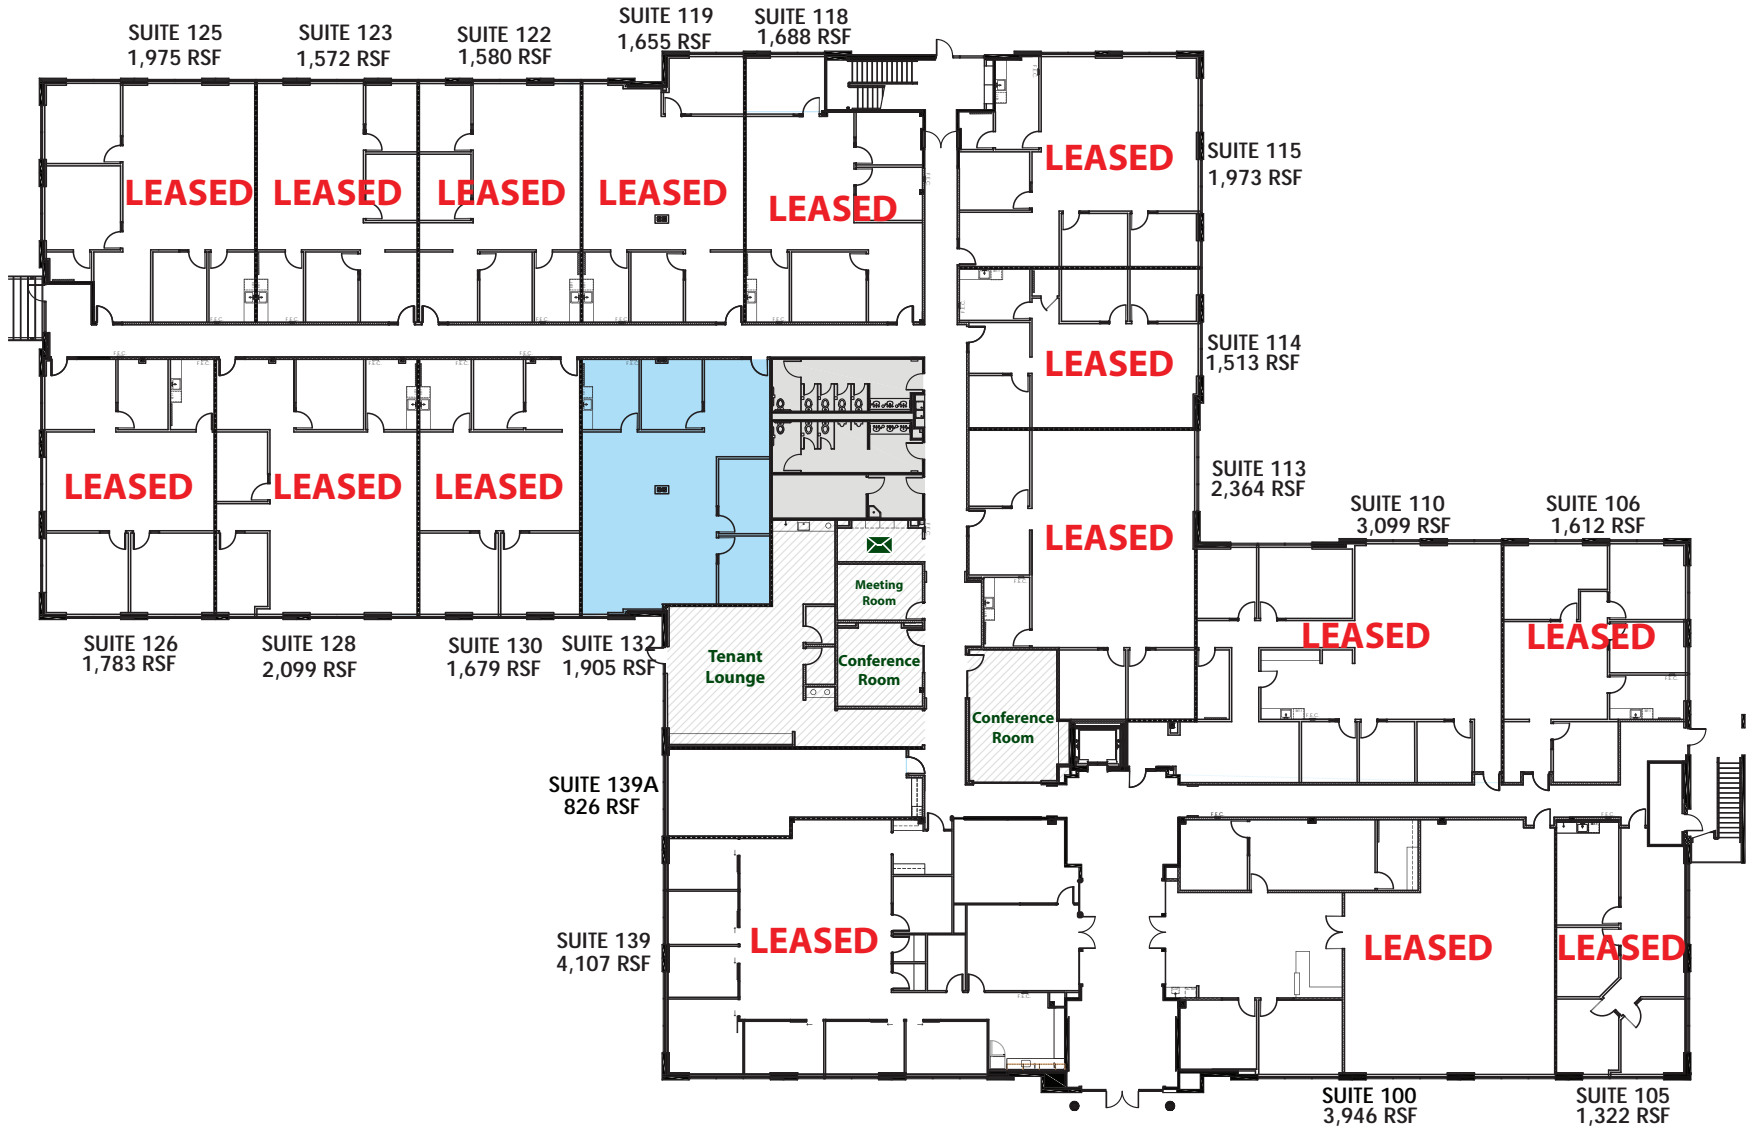 SUITE 125
1,975 RSF
SUITE 123
1,572 RSF
SUITE 122
1,580 RSF
SUITE 119
1,655 RSF
SUITE 118
1,688 RSF
LEASED
LEASED
LEASED
LEASED
LEASED
LEASED
SUITE 115
1,973 RSF
LEASED
SUITE 114
1,513 RSF
LEASED
LEASED
LEASED
SUITE 126
1,783 RSF
SUITE 128
2,099 RSF
SUITE 130
1,679 RSF
SUITE 132
1,905 RSF
LEASED
SUITE 113
2,364 RSF
SUITE 110
3,099 RSF
SUITE 106
1,612 RSF
LEASED
LEASED
Meeting
Room
Tenant
Lounge
Conference
Room
Conference
Room
SUITE 139A
826 RSF
SUITE 139
4,107 RSF
LEASED
LEASED
LEASED
SUITE 100
3,946 RSF
SUITE 105
1,322 RSF